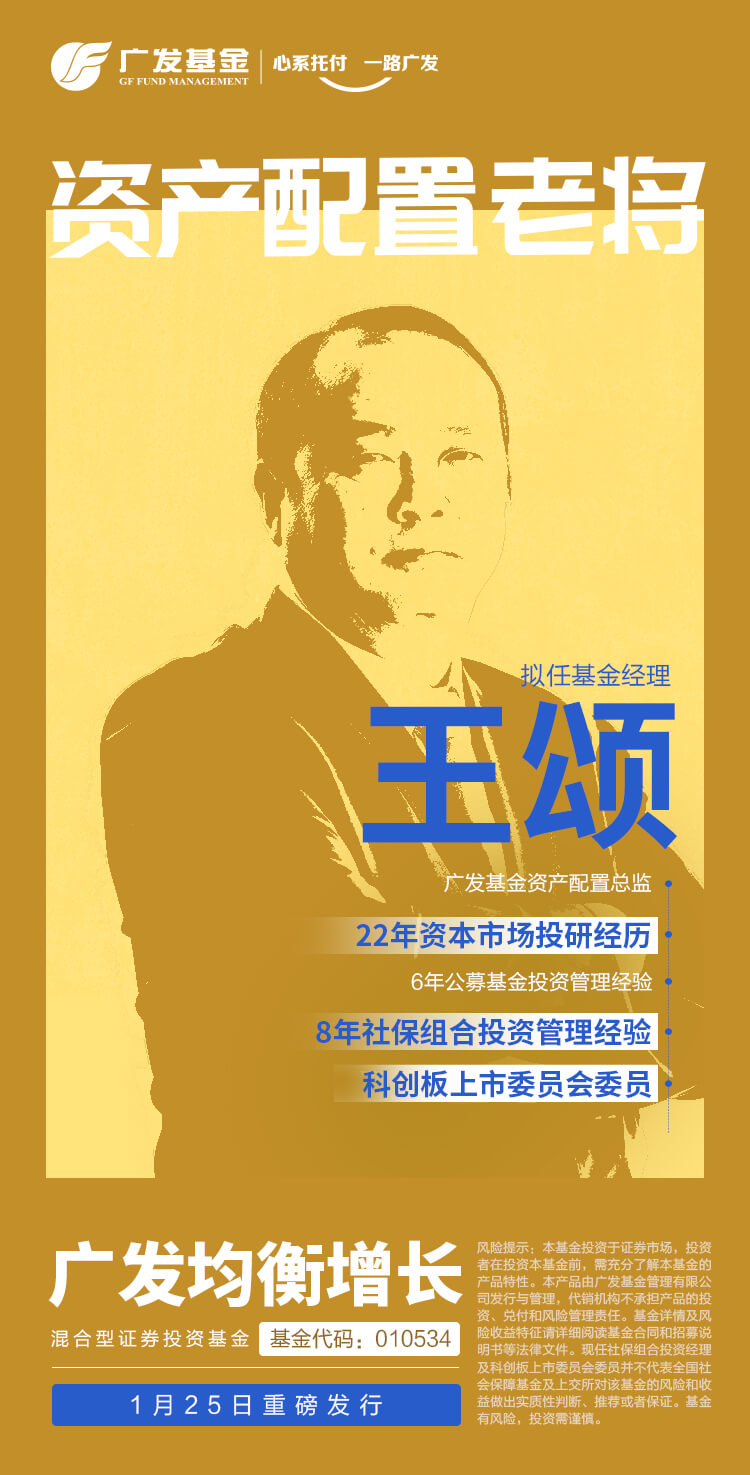 广发基金
GF FUND MANAGEMENT
心系托付 一路广发
资产配置老将
拟任基金经理
王颂
广发基金资产配置总监
22年资本市场投研经历
6年公募基金投资管理经验
8年社保组合投资管理经验
科创板上市委员会委员
广发均衡增长
混合型证券投资基金 基金代码：010534
1月25日重磅发行
风险提示：本基金投资于证券市场，投资
者在投资本基金前，需充分了解本基金的
产品特性。本产品由广发基金管理有限公
司发行与管理，代销机构不承担产品的投
资、兑付和风险管理责任。基金详情及风
险收益特征请详细阅读基金合同和招募说
明书等法律文件。现任社保组合投资经理
及科创板上市委员会委员并不代表全国社
会保障基金及上交所对该基金的风险和收
益做出实质性判断、推荐或者保证。基金
有风险，投资需谨慎。